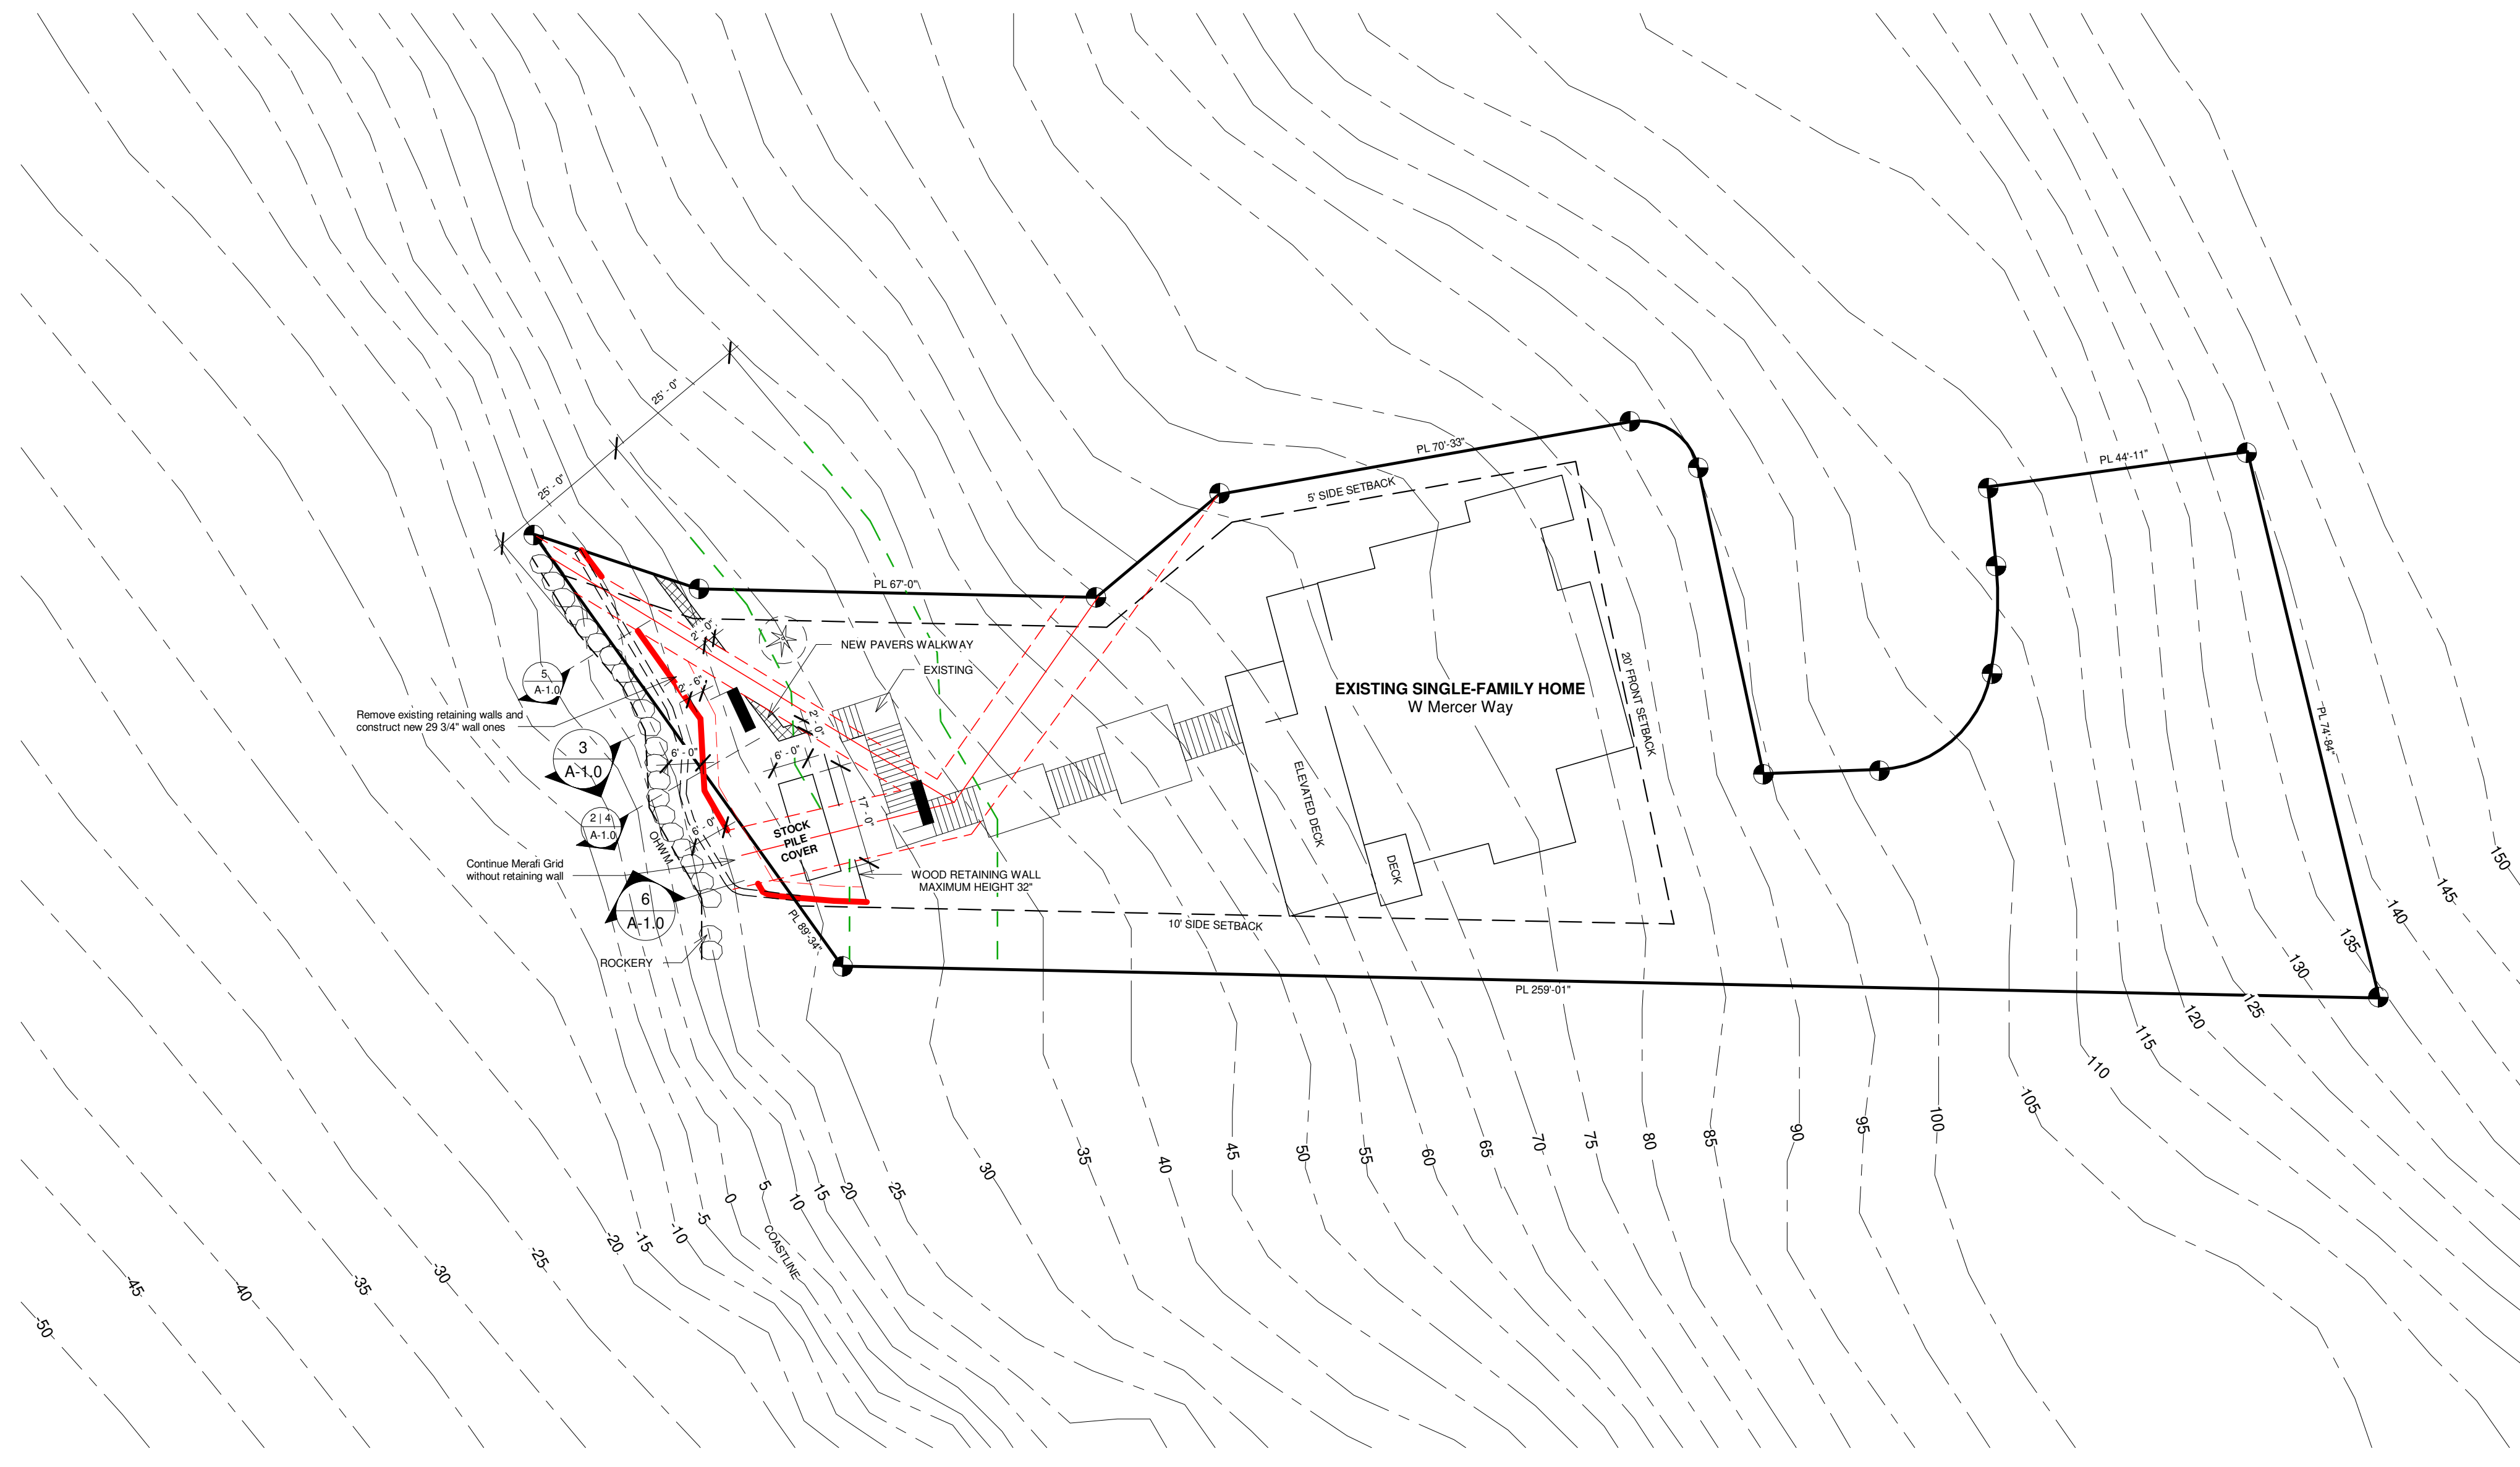 25' - 0"
25' - 0"
PL 70'-33"
5' SIDE SETBACK
PL 44'-11"
PL 67'-0"
2' - 0"
NEW PAVERS WALKWAY
EXISTING
5
A-1.0
2' - 6"
EXISTING SINGLE-FAMILY HOME
W Mercer Way
20' FRONT SETBACK
Remove existing retaining walls and
construct new 29 3/4" wall ones
2' - 0"
PL 74'-84"
3
A-1.0
6' - 0"
6' - 0"
17' - 0"
ELEVATED DECK
2 | 4
A-1.0
6' - 0"
STOCK
PILE
COVER
OHWM
DECK
Continue Merafi Grid
without retaining wall
WOOD RETAINING WALL
MAXIMUM HEIGHT 32"
6
A-1.0
PL 89'-34"
10' SIDE SETBACK
ROCKERY
PL 259'-01"
150
145
140
135
130
125
120
115
110
105
100
95
90
85
80
75
70
65
60
55
50
45
40
35
30
25
20
15
10
5
0
-5
-10
-15
-20
-25
-30
-35
-40
-45
-50
COASTLINE